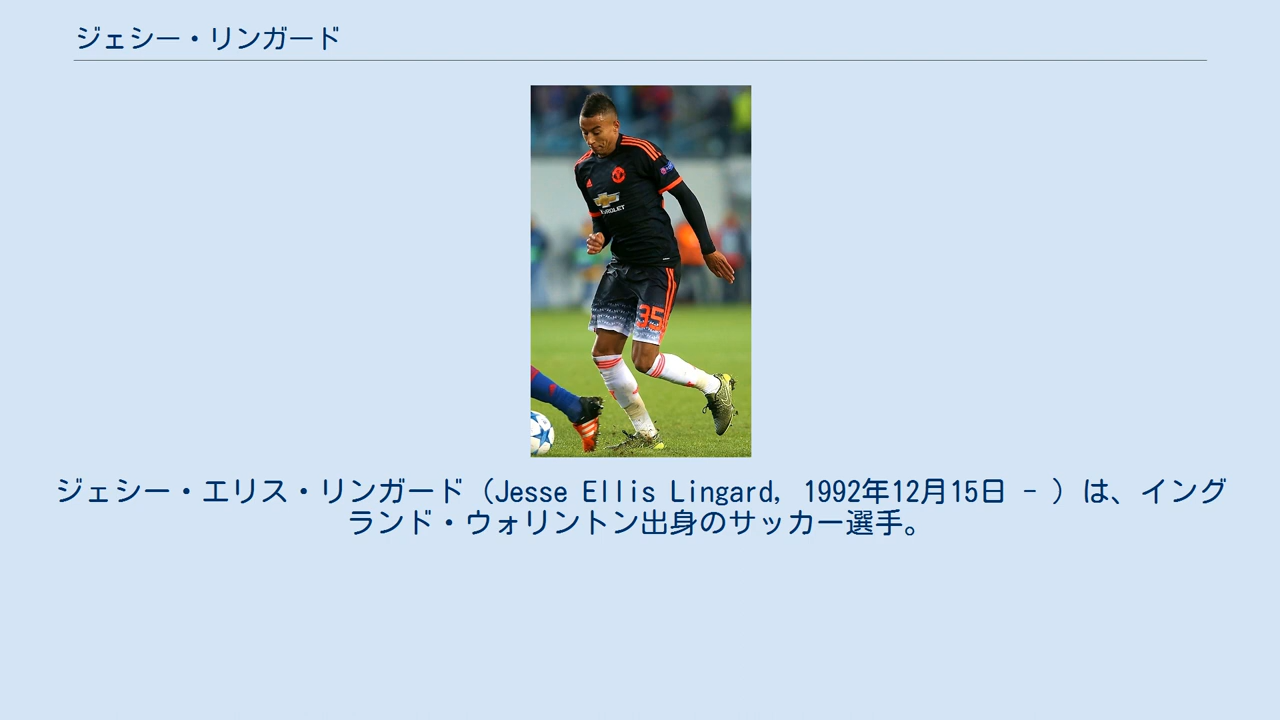 ジェシー・リンガード
35
ジェシー・エリス・リンガード（Jesse Ellis Lingard, 1992年12月15日 - ）は、イング
ランド・ウォリントン出身のサッカー選手。